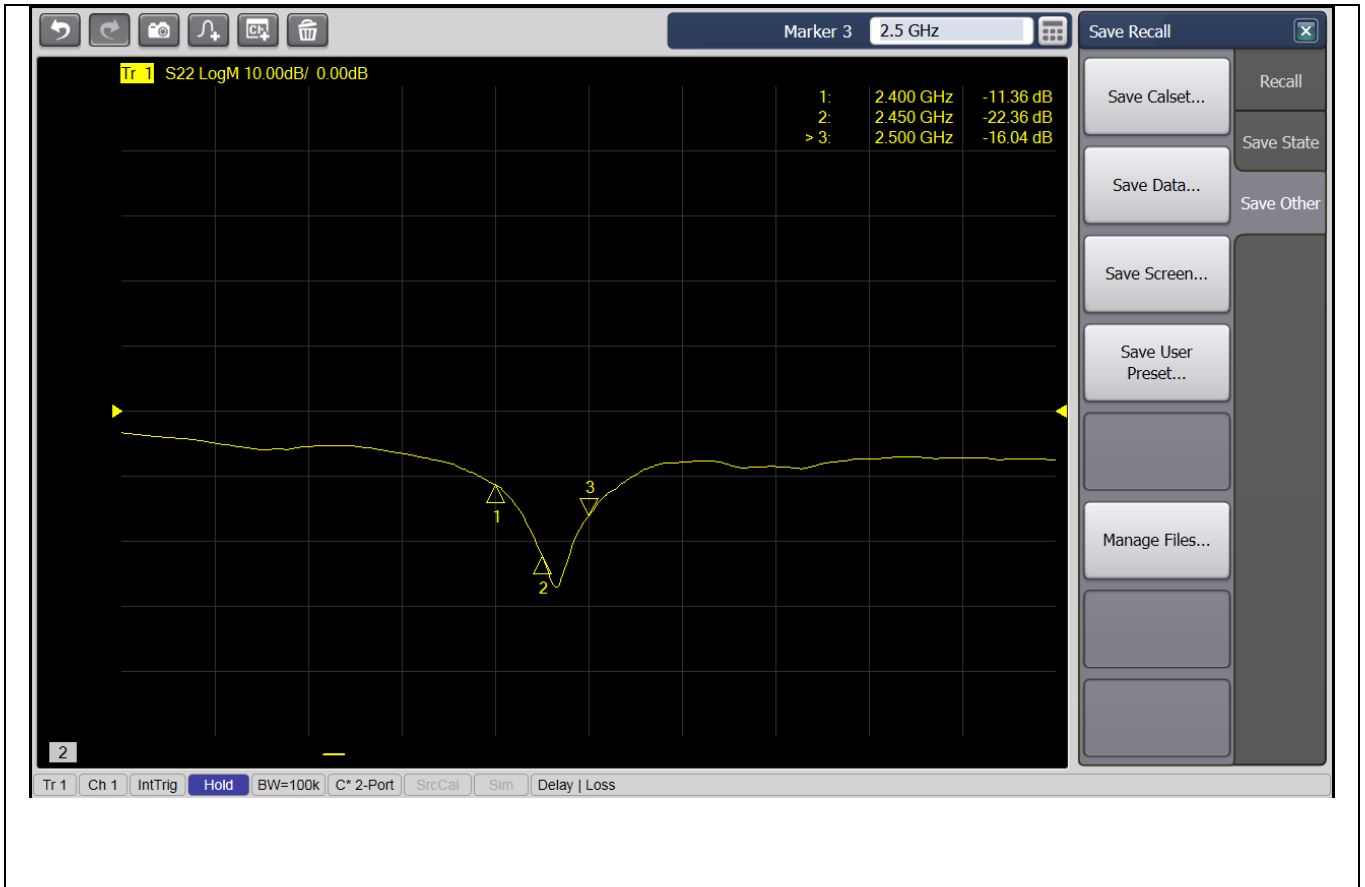 Marker 3 2.5 GHz
Save Recall
Tr 1 S22 LogM 10.00dB/ 0.00dB
1: 2.400 GHz -11.36 dB
2: 2.450 GHz -22.36 dB
> 3: 2.500 GHz -16.04 dB
1
2
3
2
Save Calset...
Save Data...
Save Screen...
Save User
Preset...
Manage Files...
Recall
Save State
Save Other
Tr 1 Ch 1 IntTrig Hold BW=100k C* 2-Port SrcCal Sim Delay | Loss